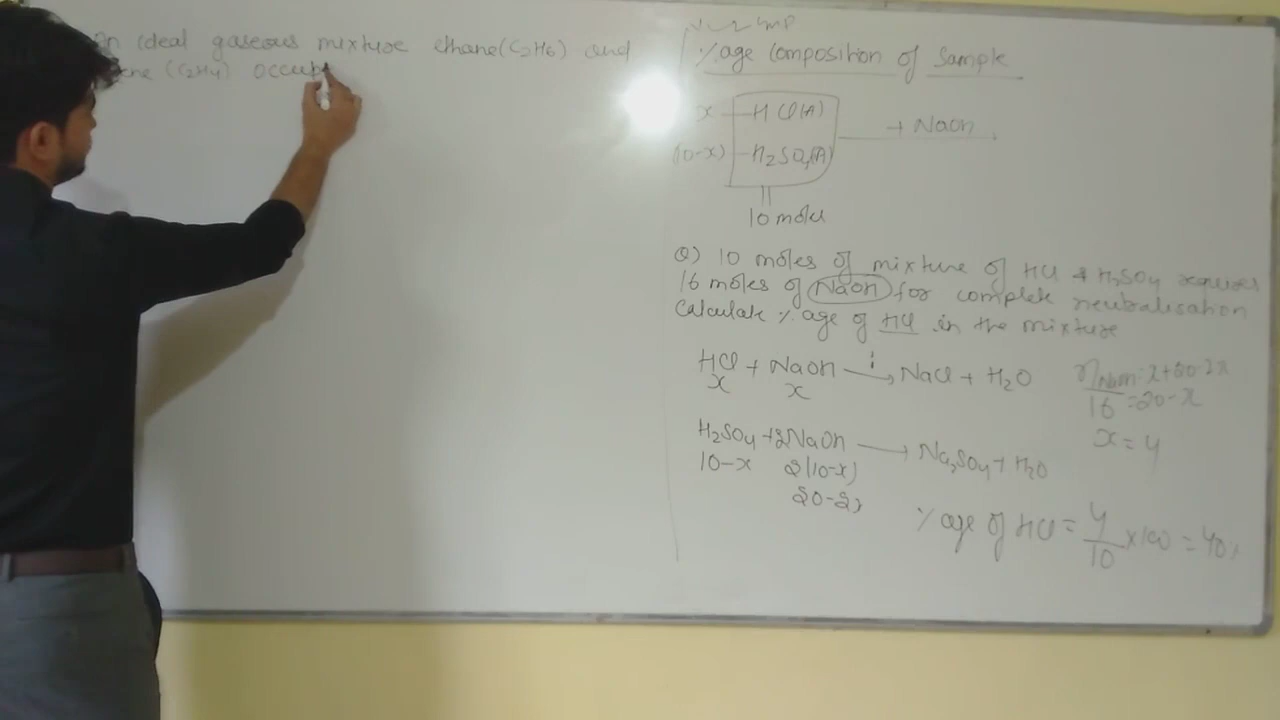 An ideal gaseous mixture ethane (C2H6) and
(C2H4) occup
%age Composition of Sample
x HCl(A)
→ NaOH
(10-x) H2SO4(A)
10 moles
Q) 10 moles of mixture of HCl & H2SO4 requires
16 moles of NaOH for complete neutralisation
Calculate %age of HCl in the mixture
HCl + NaOH → NaCl + H2O
x x
nNaOH = x+20-2x
16 = 20-x
x = 4
H2SO4 + 2NaOH → Na2SO4 + H2O
10-x 2(10-x)
20-2x
%age of HCl = 4/10 × 100 = 40%